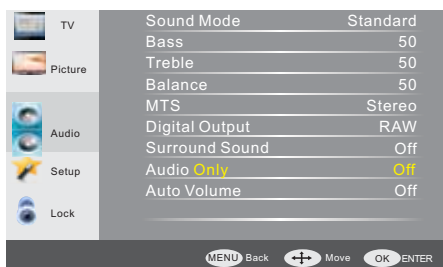 TV
Picture
Audio
Setup
Lock
Sound Mode Standard
Bass 50
Treble 50
Balance 50
MTS Stereo
Digital Output RAW
Surround Sound Off
Audio Only Off
Auto Volume Off
MENU Back Move OK ENTER